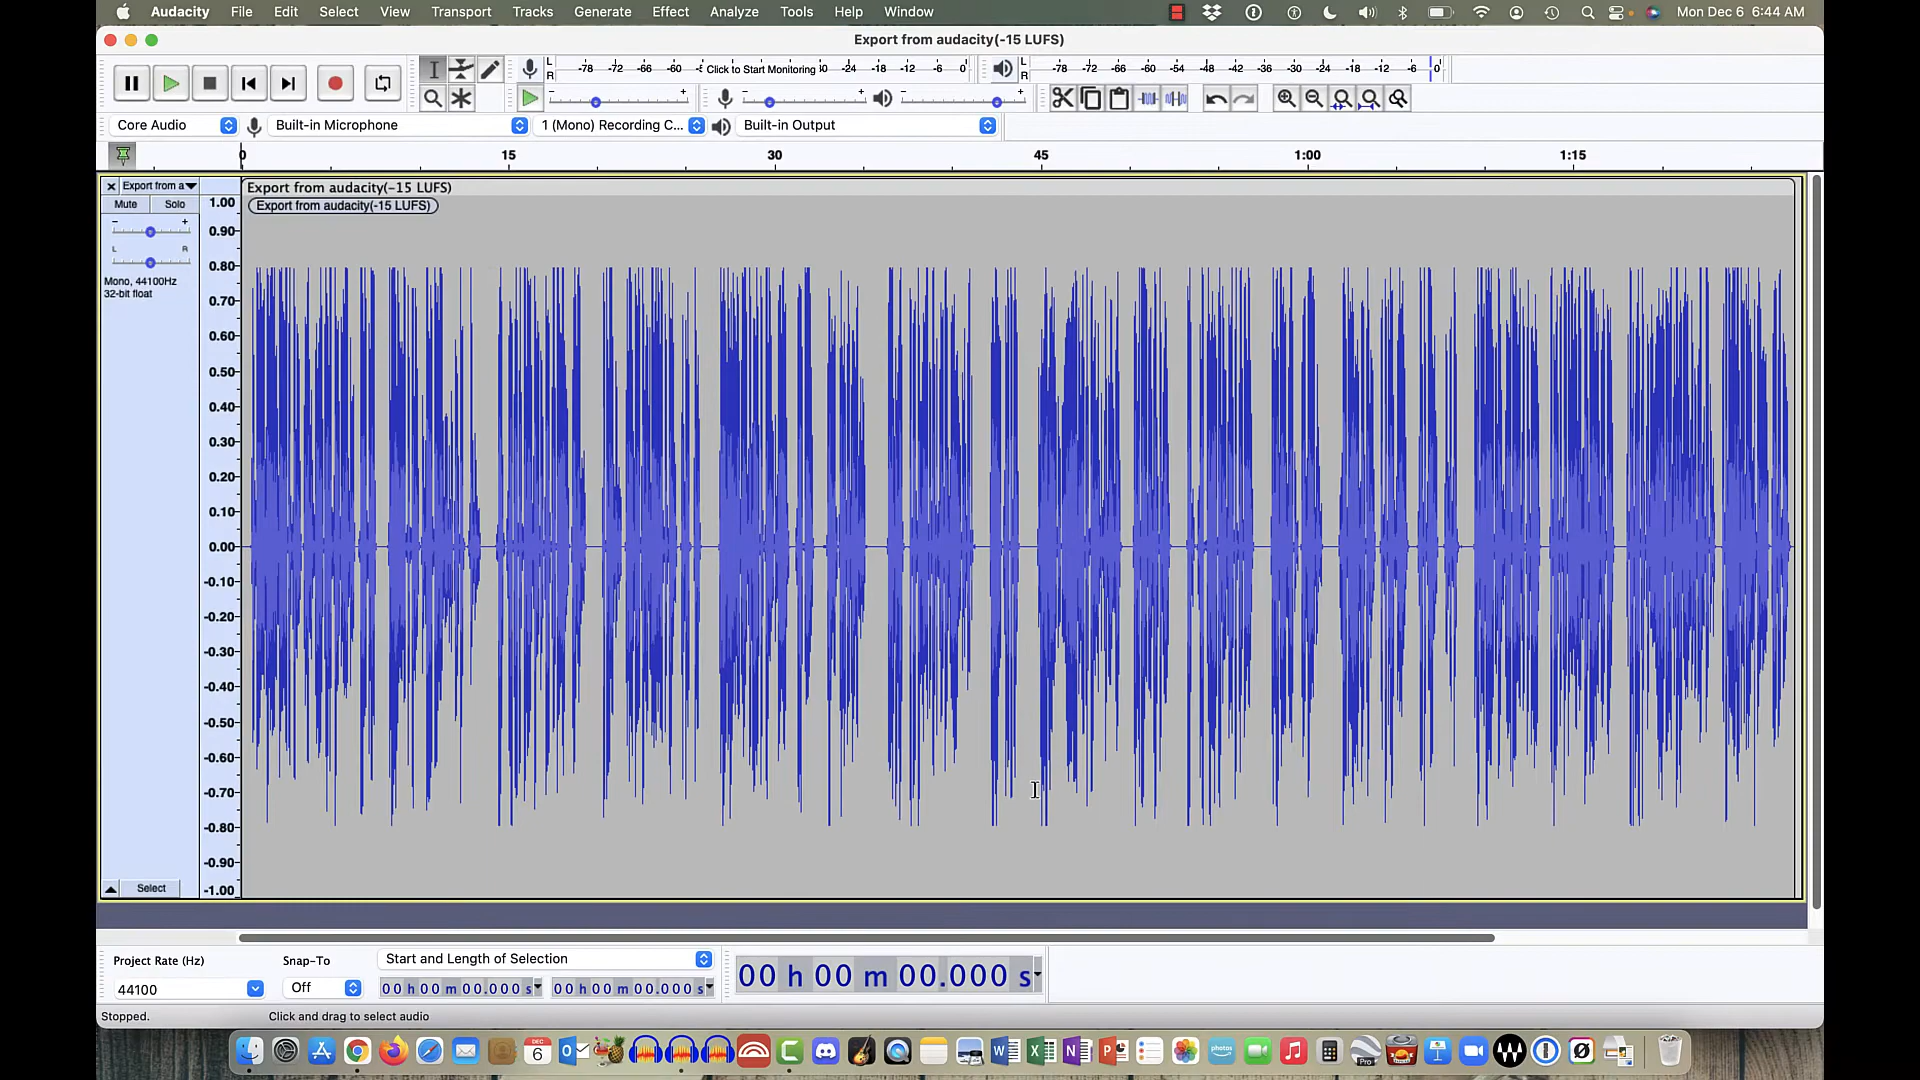 Audacity File Edit Select View Transport Tracks Generate Effect Analyze Tools Help Window Mon Dec 6 6:44 AM
Export from audacity(-15 LUFS)
L -78 -72 -66 -60 Click to Start Monitoring -24 -18 -12 -6 0 L -78 -72 -66 -60 -54 -48 -42 -36 -30 -24 -18 -12 -6 0
R R
Core Audio Built-in Microphone 1 (Mono) Recording C... Built-in Output
0 15 30 45 1:00 1:15
Export from a Export from audacity(-15 LUFS)
Mute Solo Export from audacity(-15 LUFS)
- +
L R
Mono, 44100Hz
32-bit float
1.00
0.90
0.80
0.70
0.60
0.50
0.40
0.30
0.20
0.10
0.00
-0.10
-0.20
-0.30
-0.40
-0.50
-0.60
-0.70
-0.80
-0.90
-1.00
Select
Project Rate (Hz) Snap-To Start and Length of Selection
44100 Off 00 h 00 m 00.000 s 00 h 00 m 00.000 s 00 h 00 m 00.000 s
Stopped. Click and drag to select audio
DEC
6
photos
Pro